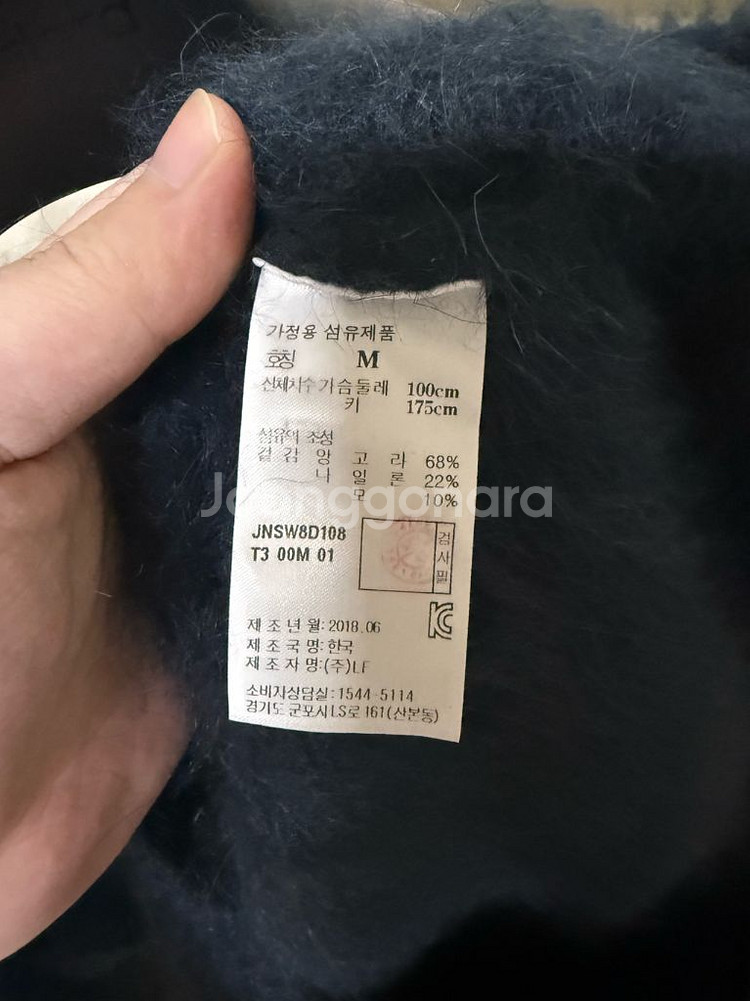 가정용 섬유제품
호칭 M
신체치수 가슴둘레 100cm
키 175cm
섬유의 조성
겉감 앙 고 라 68%
나 일 론 22%
모 10%
Joonggonara
JNSW8D108
T3 00M 01
검사필
제 조 년 월: 2018.06
제 조 국 명: 한국
제 조 자 명:(주)LF
소비자상담실: 1544-5114
경기도 군포시 LS로 161(산본동)